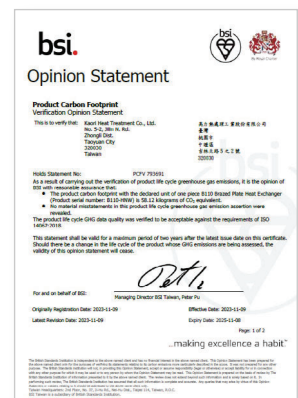 bsi.
bsi
By Royal Charter
Opinion Statement
Product Carbon Footprint
Verification Opinion Statement
This is to verify that:
Kaori Heat Treatment Co., Ltd.
No. 5-2, Jilin N. Rd.
Zhongli Dist.
Taoyuan City
320030
Taiwan
高力熱處理工業股份有限公司
臺灣
桃園市
中壢區
吉林北路 5 之 2 號
320030
Holds Statement No:
PCFV 793691
As a result of carrying out the verification of product life cycle greenhouse gas emissions, it is the opinion of
BSI with reasonable assurance that:
• The product carbon footprint with the declared unit of one piece B110 Brazed Plate Heat Exchanger
(Product serial number: B110-HNW) is 58.12 kilograms of CO₂ equivalent.
• No material misstatements in this product life cycle greenhouse gas emission assertion were
revealed.
The product life cycle GHG data quality was verified to be acceptable against the requirements of ISO
14067:2018.
This statement shall be valid for a maximum period of two years after the latest issue date on this certificate.
Should there be a change in the life cycle of the product whose GHG emissions are being assessed, the
validity of this opinion statement will cease.
For and on behalf of BSI:
Managing Director BSI Taiwan, Peter Pu
Originally Registration Date: 2023-11-09
Effective Date: 2023-11-09
Latest Revision Date: 2023-11-09
Expiry Date: 2025-11-08
Page: 1 of 2
...making excellence a habit™